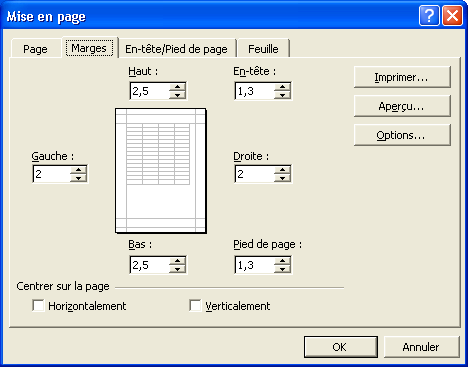 Mise en page
Page Marges En-tête/Pied de page Feuille
Haut : En-tête :
2,5 1,3
Imprimer...
Aperçu...
Options...
Gauche : Droite :
2 2
Bas : Pied de page :
2,5 1,3
Centrer sur la page
Horizontalement Verticalement
OK Annuler